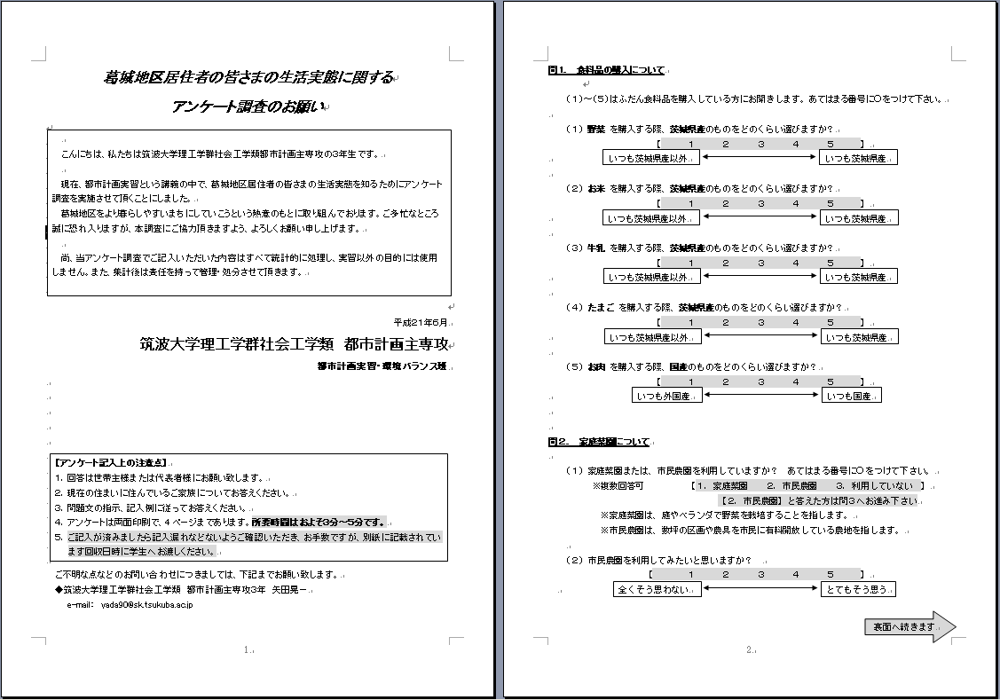 葛城地区居住者の皆さまの生活実態に関する
アンケート調査のお願い
こんにちは、私たちは筑波大学理工学群社会工学類都市計画主専攻の3年生です。
現在、都市計画実習という講義の中で、葛城地区居住者の皆さまの生活実態を知るためにアンケート
調査を実施させて頂くことにしました。
葛城地区をより暮らしやすいまちにしていこうという熱意のもとに取り組んでおります。ご多忙なところ
誠に恐れ入りますが、本調査にご協力頂きますよう、よろしくお願い申し上げます。
尚、当アンケート調査でご記入いただいた内容はすべて統計的に処理し、実習以外の目的には使用
しません。また、集計後は責任を持って管理・処分させて頂きます。
平成21年6月
筑波大学理工学群社会工学類　都市計画主専攻
都市計画実習・環境バランス班
【アンケート記入上の注意点】
1. 回答は世帯主様または代表者様にお願い致します。
2. 現在の住まいに住んでいるご家族についてお答えください。
3. 問題文の指示、記入例に従ってお答えください。
4. アンケートは両面印刷で、4ページまであります。所要時間はおよそ3分～5分です。
5. ご記入が済みましたら記入漏れなどないようご確認いただき、お手数ですが、別紙に記載されてい
ます回収日時に学生へお渡しください。
ご不明な点などのお問い合わせにつきましては、下記までお願い致します。
◆筑波大学理工学群社会工学類　都市計画主専攻3年　矢田晃一
e-mail:　yada90@sk.tsukuba.ac.jp
1
問1.　食料品の購入について
（1）～（5）はふだん食料品を購入している方にお聞きします。あてはまる番号に○をつけて下さい。
（1）野菜 を購入する際、茨城県産のものをどのくらい選びますか？
【　1　2　3　4　5　】
いつも茨城県産以外　いつも茨城県産
（2）お米 を購入する際、茨城県産のものをどのくらい選びますか？
【　1　2　3　4　5　】
いつも茨城県産以外　いつも茨城県産
（3）牛乳 を購入する際、茨城県産のものをどのくらい選びますか？
【　1　2　3　4　5　】
いつも茨城県産以外　いつも茨城県産
（4）たまご を購入する際、茨城県産のものをどのくらい選びますか？
【　1　2　3　4　5　】
いつも茨城県産以外　いつも茨城県産
（5）お肉 を購入する際、国産のものをどのくらい選びますか？
【　1　2　3　4　5　】
いつも外国産　いつも国産
問2.　家庭菜園について
（1）家庭菜園または、市民農園を利用していますか？　あてはまる番号に○をつけて下さい。
※複数回答可　【 1. 家庭菜園　2. 市民農園　3. 利用していない 】
【2. 市民農園】と答えた方は問3へお進み下さい
※家庭菜園は、庭やベランダで野菜を栽培することを指します。
※市民農園は、数坪の区画や農具を市民に有料開放している農地を指します。
（2）市民農園を利用してみたいと思いますか？
【　1　2　3　4　5　】
全くそう思わない　とてもそう思う
裏面へ続きます
2